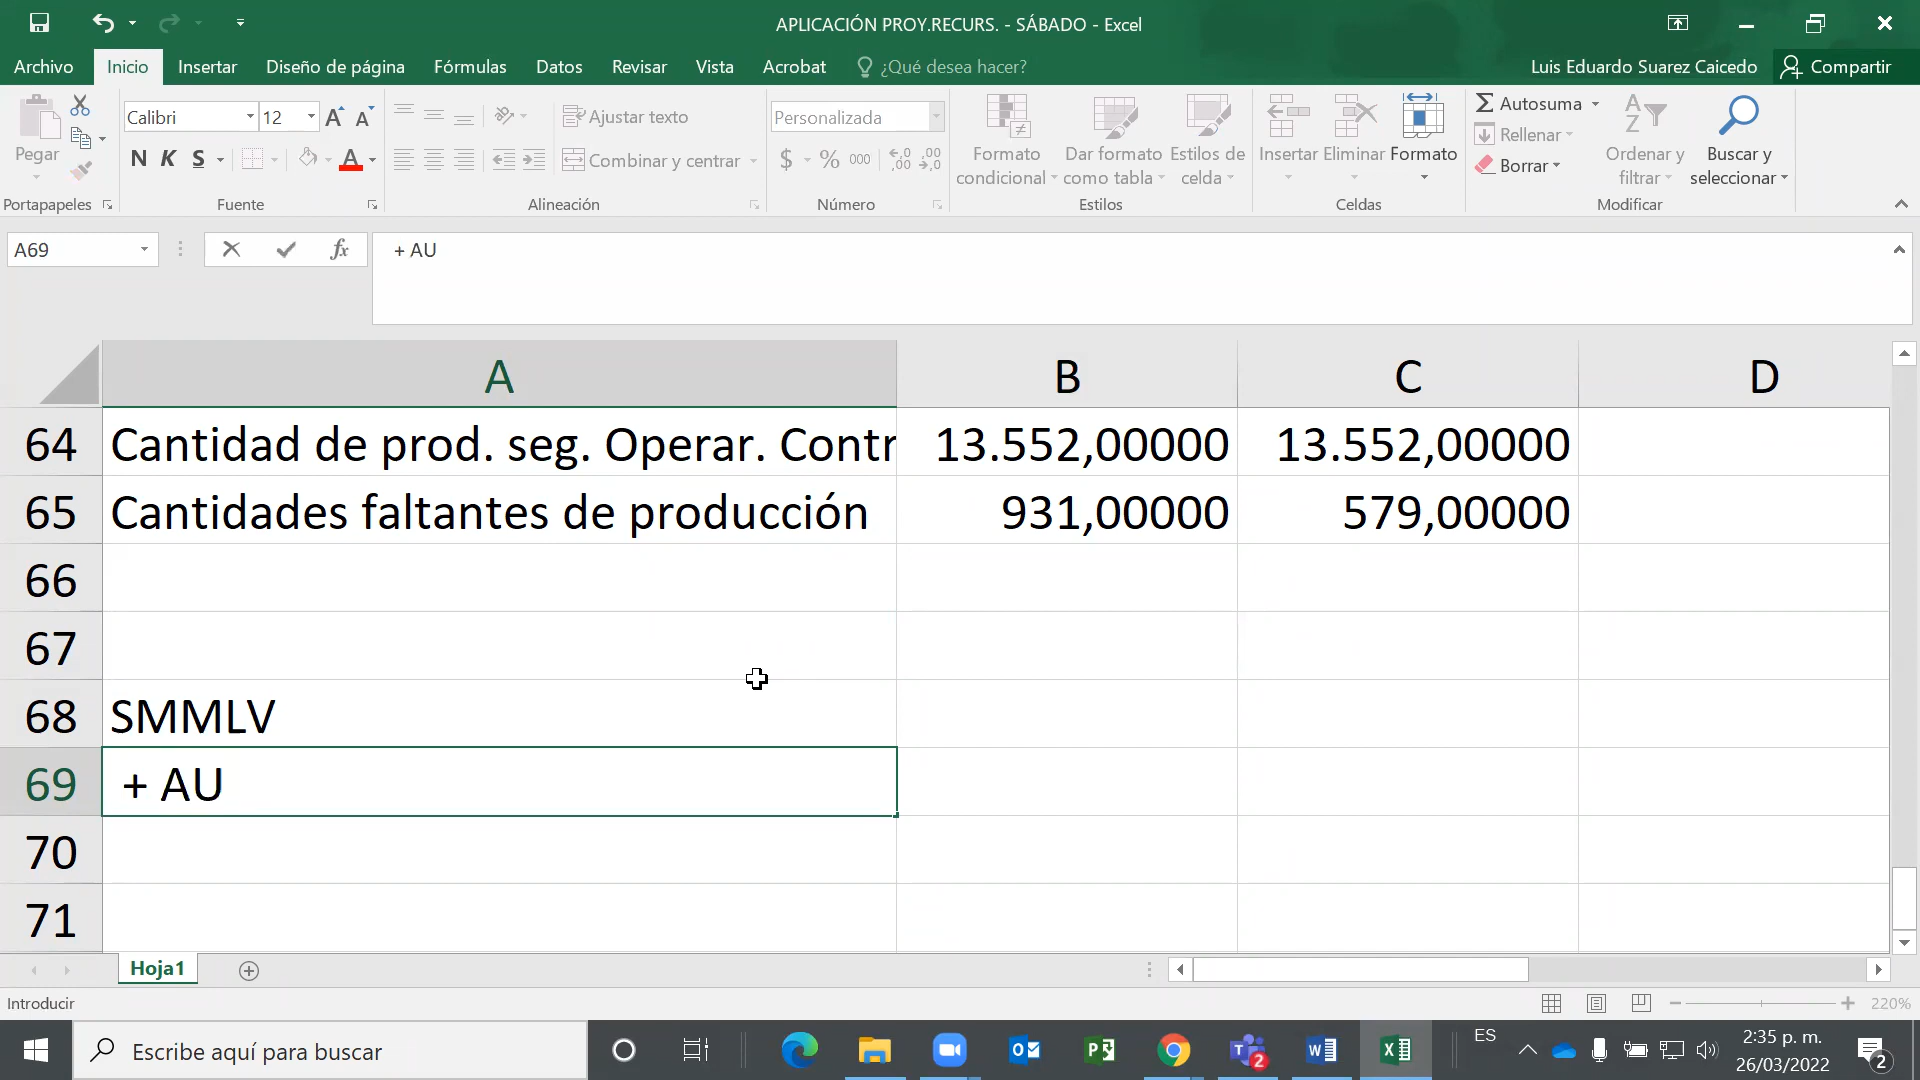 APLICACIÓN PROY.RECURS. - SÁBADO - Excel
Archivo Inicio Insertar Diseño de página Fórmulas Datos Revisar Vista Acrobat ¿Qué desea hacer? Luis Eduardo Suarez Caicedo Compartir
Pegar
Portapapeles
Calibri 12
N K S
Fuente
Ajustar texto
Combinar y centrar
Alineación
Personalizada
$ % 000
Número
Formato condicional
Dar formato como tabla
Estilos de celda
Estilos
Insertar Eliminar Formato
Celdas
Autosuma
Rellenar
Borrar
Ordenar y filtrar
Buscar y seleccionar
Modificar
A69 fx + AU
A B C D
64 Cantidad de prod. seg. Operar. Contr 13.552,00000 13.552,00000
65 Cantidades faltantes de producción 931,00000 579,00000
66
67
68 SMMLV
69 + AU
70
71
Hoja1
Introducir 220%
Escribe aquí para buscar
ES
2:35 p. m.
26/03/2022
2
2